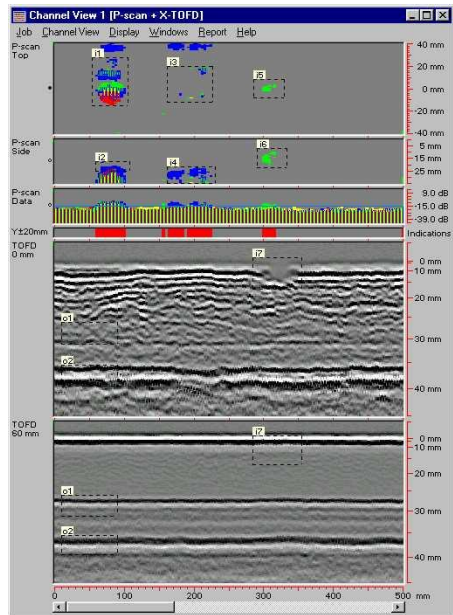 Channel View 1 [P-scan + X-TOFD]
Job Channel View Display Windows Report Help
P-scan
Top
i1
i3
i5
40 mm
20 mm
0 mm
-20 mm
-40 mm
P-scan
Side
i2
i4
i6
5 mm
15 mm
25 mm
P-scan
Data
9.0 dB
-15.0 dB
-39.0 dB
Y±20mm
Indications
TOFD
0 mm
i7
o1
o2
0 mm
10 mm
20 mm
30 mm
40 mm
TOFD
60 mm
i7
o1
o2
0 mm
10 mm
20 mm
30 mm
40 mm
0 100 200 300 400 500 mm